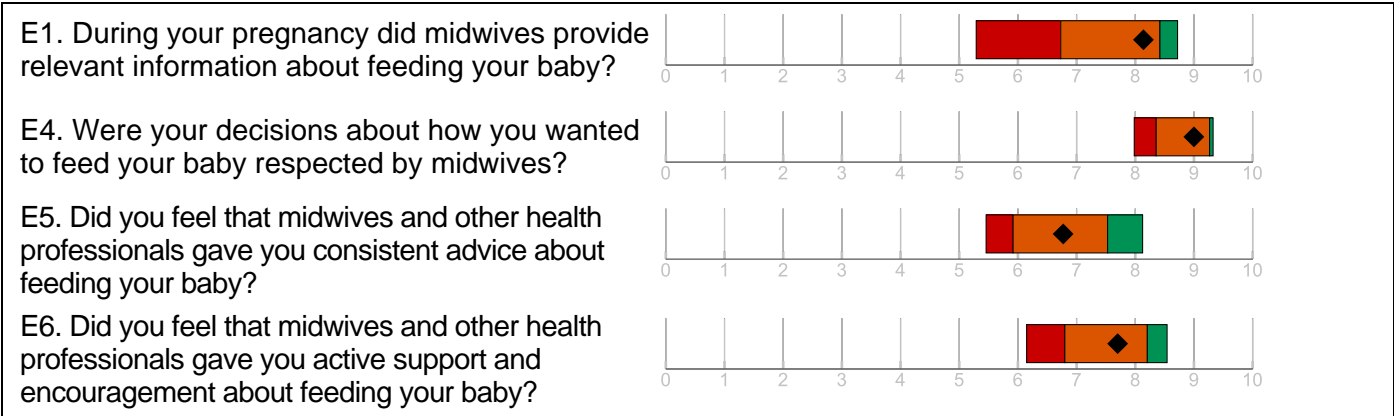 E1. During your pregnancy did midwives provide
relevant information about feeding your baby?
0 1 2 3 4 5 6 7 8 9 10
E4. Were your decisions about how you wanted
to feed your baby respected by midwives?
0 1 2 3 4 5 6 7 8 9 10
E5. Did you feel that midwives and other health
professionals gave you consistent advice about
feeding your baby?
0 1 2 3 4 5 6 7 8 9 10
E6. Did you feel that midwives and other health
professionals gave you active support and
encouragement about feeding your baby?
0 1 2 3 4 5 6 7 8 9 10